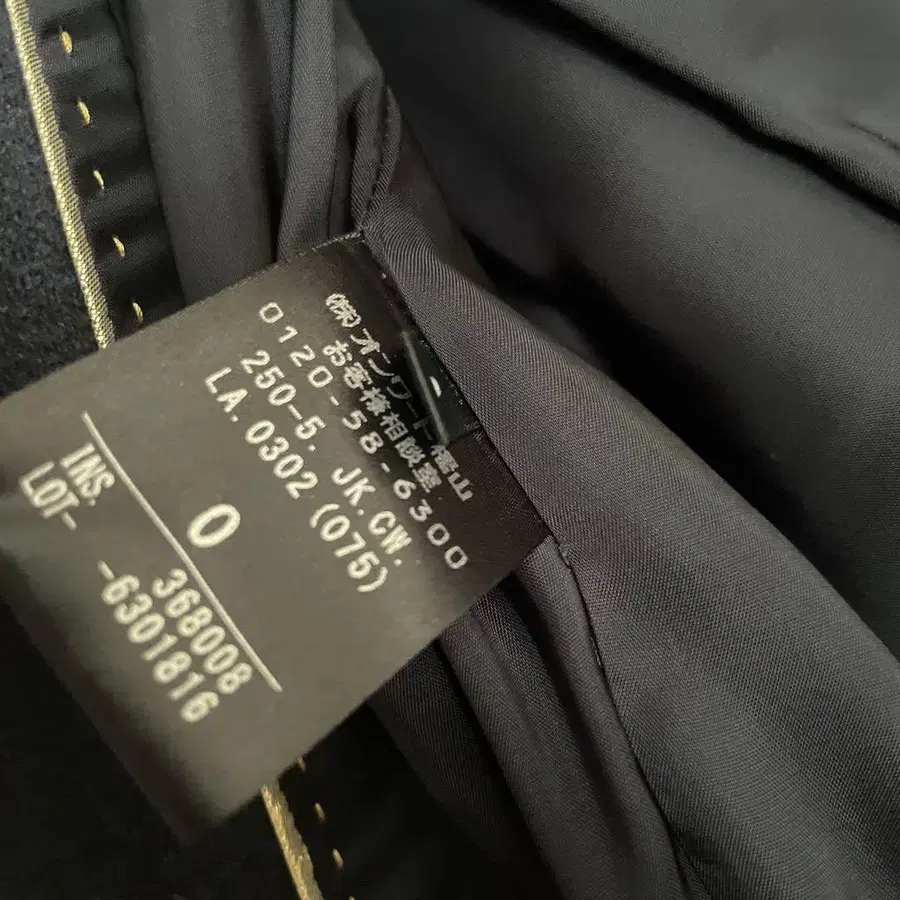 (株)オンワード樫山
お客様相談室
0120-58-6300
250-5. JK.CW.
LA.0302 (075)
0
INS. 368008
LOT- -6301816